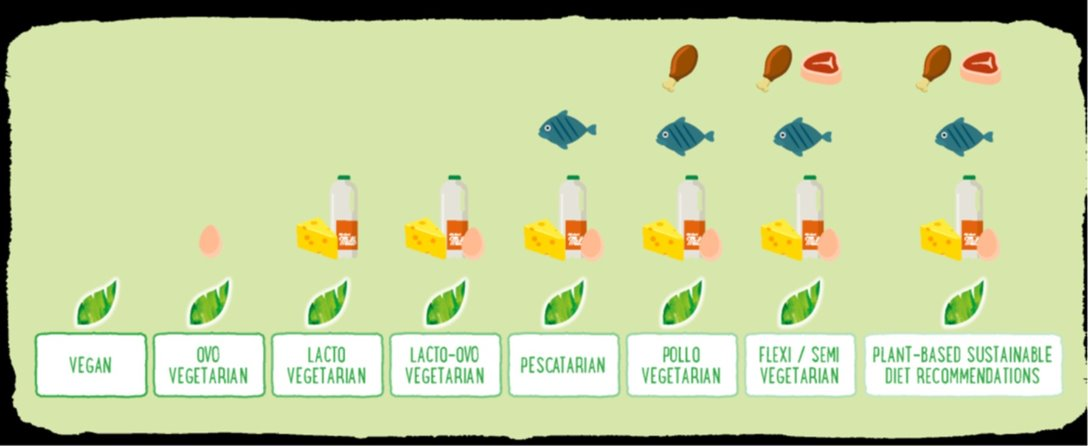 VEGAN
OVO
VEGETARIAN
LACTO
VEGETARIAN
LACTO-OVO
VEGETARIAN
PESCATARIAN
POLLO
VEGETARIAN
FLEXI / SEMI
VEGETARIAN
PLANT-BASED SUSTAINABLE
DIET RECOMMENDATIONS